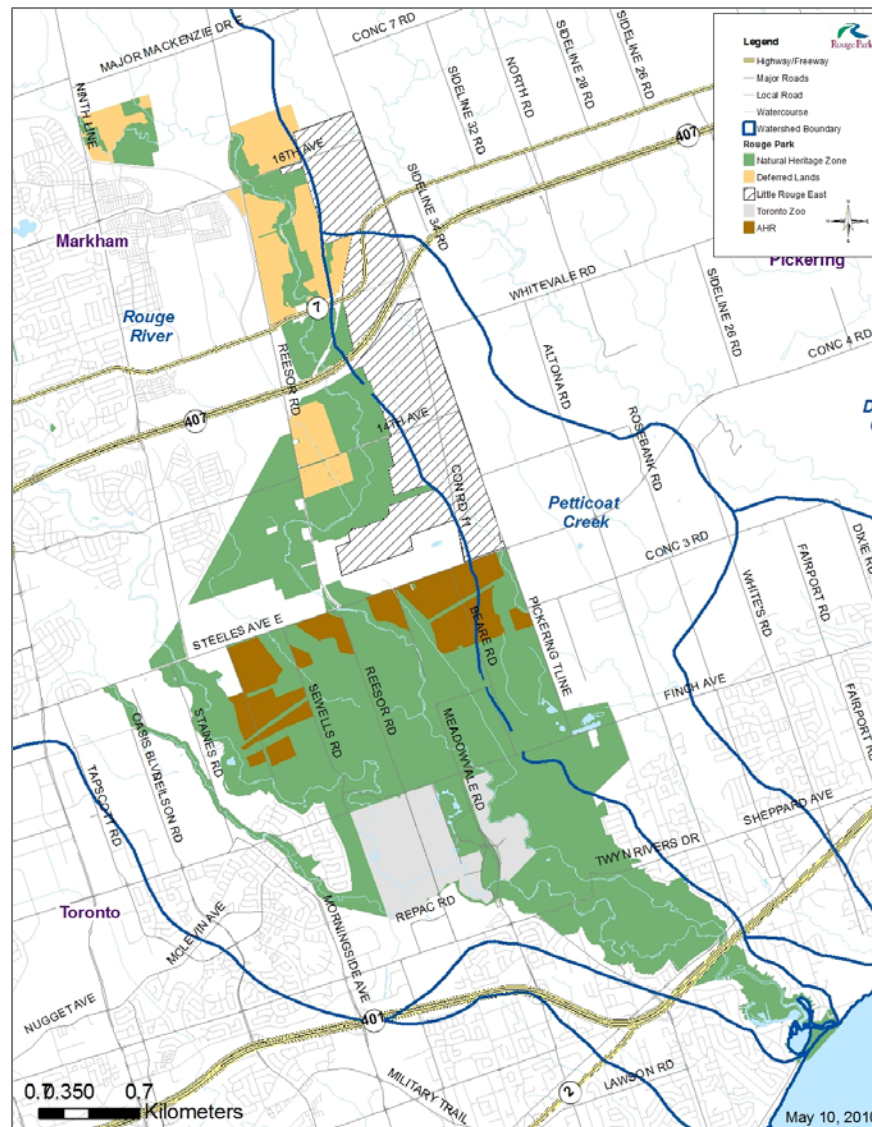 MAJOR MACKENZIE DR E
CONC 7 RD
SIDELINE 26 RD
SIDELINE 28 RD
NORTH RD
SIDELINE 32 RD
Legend
Rouge Park
Highway/Freeway
Major Roads
Local Road
Watercourse
Watershed Boundary
Rouge Park
Natural Heritage Zone
Deferred Lands
Little Rouge East
Toronto Zoo
AHR
NINTH LINE
16TH AVE
407
SIDELINE 34 RD
Markham
Pickering
WHITEVALE RD
SIDELINE 26 RD
7
Rouge
River
CONC 4 RD
REESOR RD
ALTONA RD
407
14TH AVE
ROSEBANK RD
CON RD 11
Petticoat
Creek
CONC 3 RD
DIXIE RD
FAIRPORT RD
WHITE'S RD
STEELES AVE E
BEARE RD
PICKERING TLINE
FINCH AVE
FAIRPORT RD
OASIS BLVD
STAINES RD
SEWELLS RD
REESOR RD
MEADOWVALE RD
TAPSCOTT RD
NEILSON RD
SHEPPARD AVE
TWYN RIVERS DR
Toronto
MCLEVIN AVE
REPAC RD
MORNINGSIDE AVE
NUGGET AVE
401
MILITARY TRAIL
2
LAWSON RD
0.7 0.35 0 0.7
Kilometers
May 10, 2010